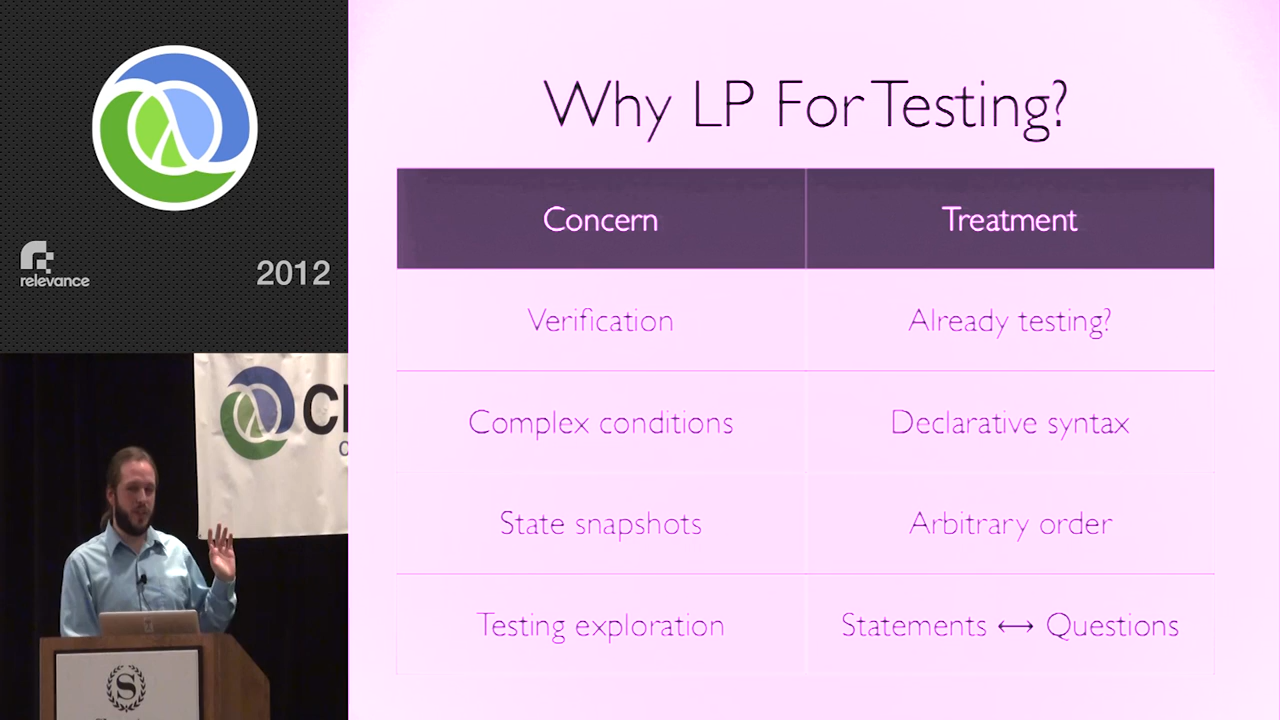 relevance
2012
Why LP For Testing?
Concern Treatment
Verification Already testing?
Complex conditions Declarative syntax
State snapshots Arbitrary order
Testing exploration Statements ⟷ Questions
S